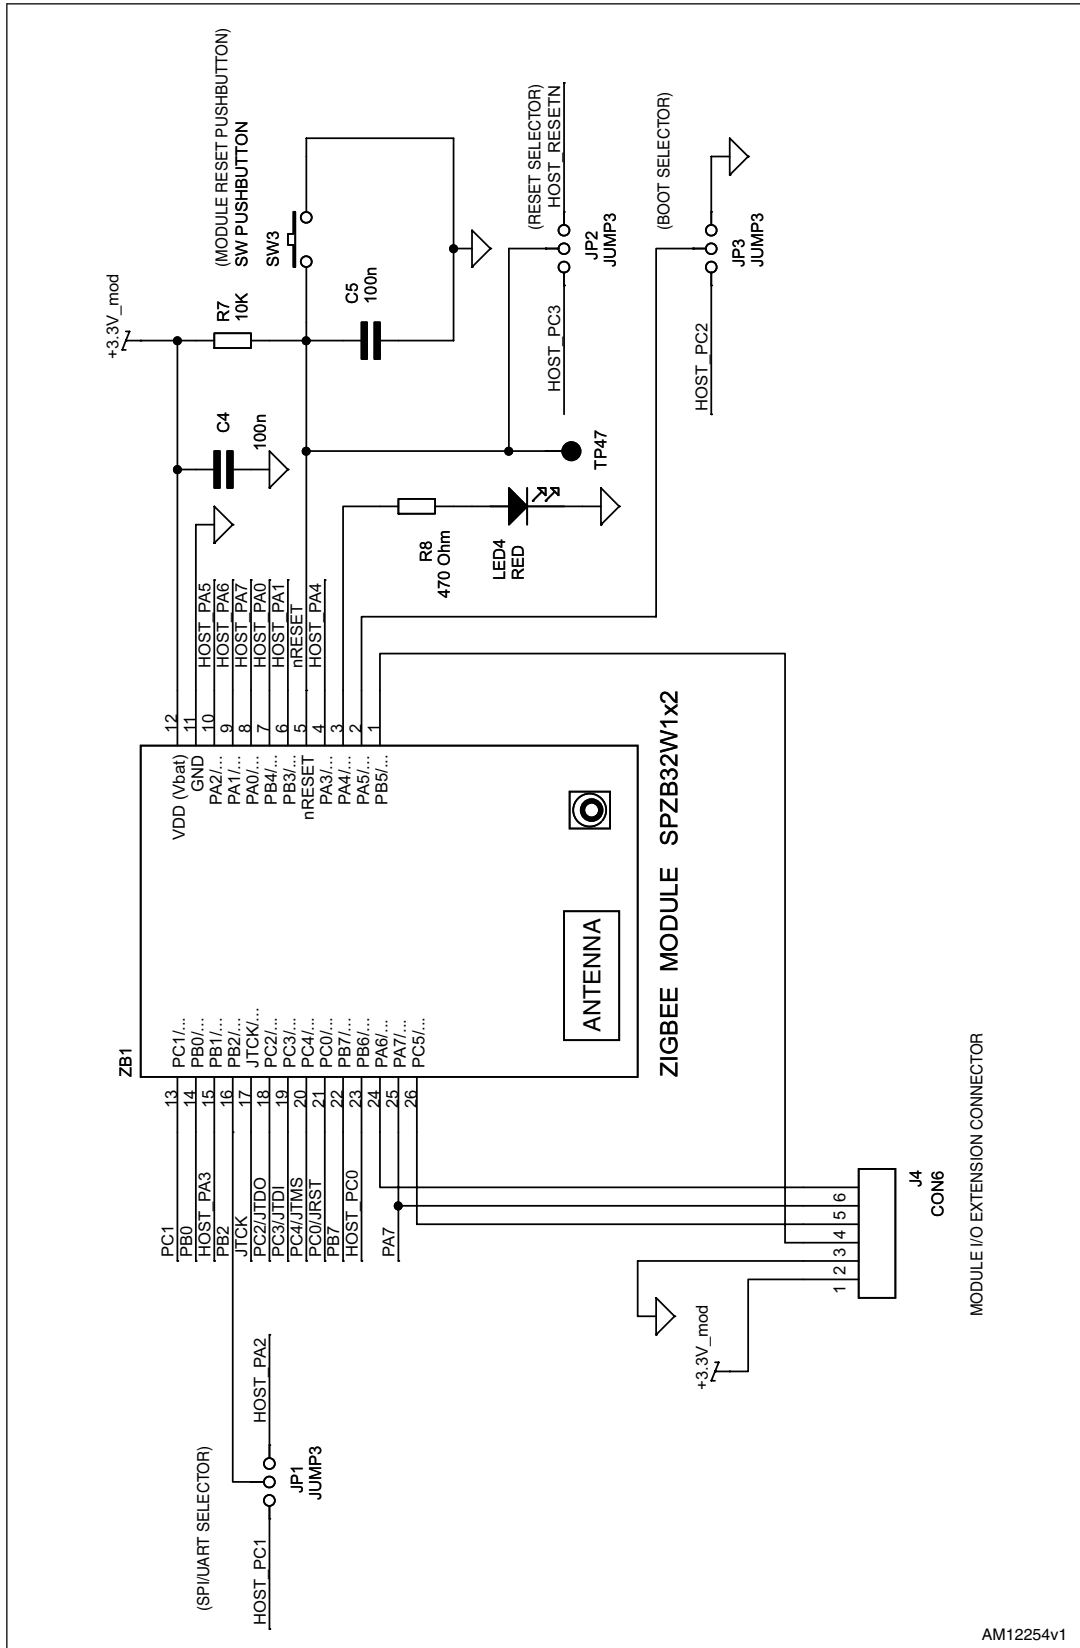 (MODULE RESET PUSHBUTTON)
SW PUSHBUTTON
SW3
+3.3V_mod
R7
10K
C5
100n
C4
100n
(RESET SELECTOR)
HOST_RESETN
JP2
JUMP3
HOST_PC3
(BOOT SELECTOR)
JP3
JUMP3
HOST_PC2
TP47
R8
470 Ohm
LED4
RED
HOST_PA5
HOST_PA6
HOST_PA7
HOST_PA0
HOST_PA1
nRESET
HOST_PA4
12
11
10
9
8
7
6
5
4
3
2
1
VDD (Vbat)
GND
PA2/...
PA1/...
PA0/...
PB4/...
PB3/...
nRESET
PA3/...
PA4/...
PA5/...
PB5/...
ZB1
ANTENNA
ZIGBEE MODULE SPZB32W1x2
PC1/...
PB0/...
PB1/...
PB2/...
JTCK/...
PC2/...
PC3/...
PC4/...
PC0/...
PB7/...
PB6/...
PA6/...
PA7/...
PC5/...
13
14
15
16
17
18
19
20
21
22
23
24
25
26
PC1
PB0
HOST_PA3
PB2
JTCK
PC2/JTDO
PC3/JTDI
PC4/JTMS
PC0/JRST
PB7
HOST_PC0
PA7
(SPI/UART SELECTOR)
HOST_PC1
HOST_PA2
JP1
JUMP3
+3.3V_mod
1
2
3
4
5
6
J4
CON6
MODULE I/O EXTENSION CONNECTOR
AM12254v1